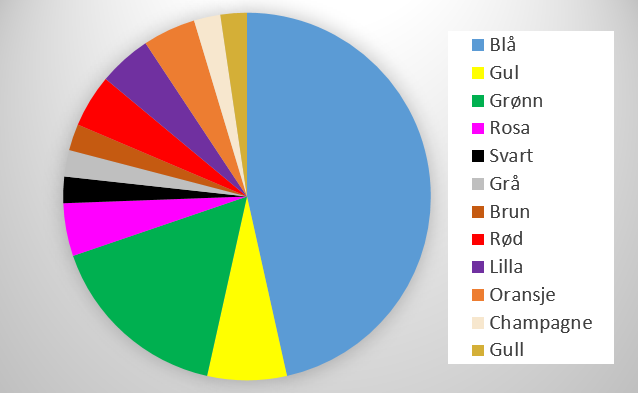 Blå
Gul
Grønn
Rosa
Svart
Grå
Brun
Rød
Lilla
Oransje
Champagne
Gull